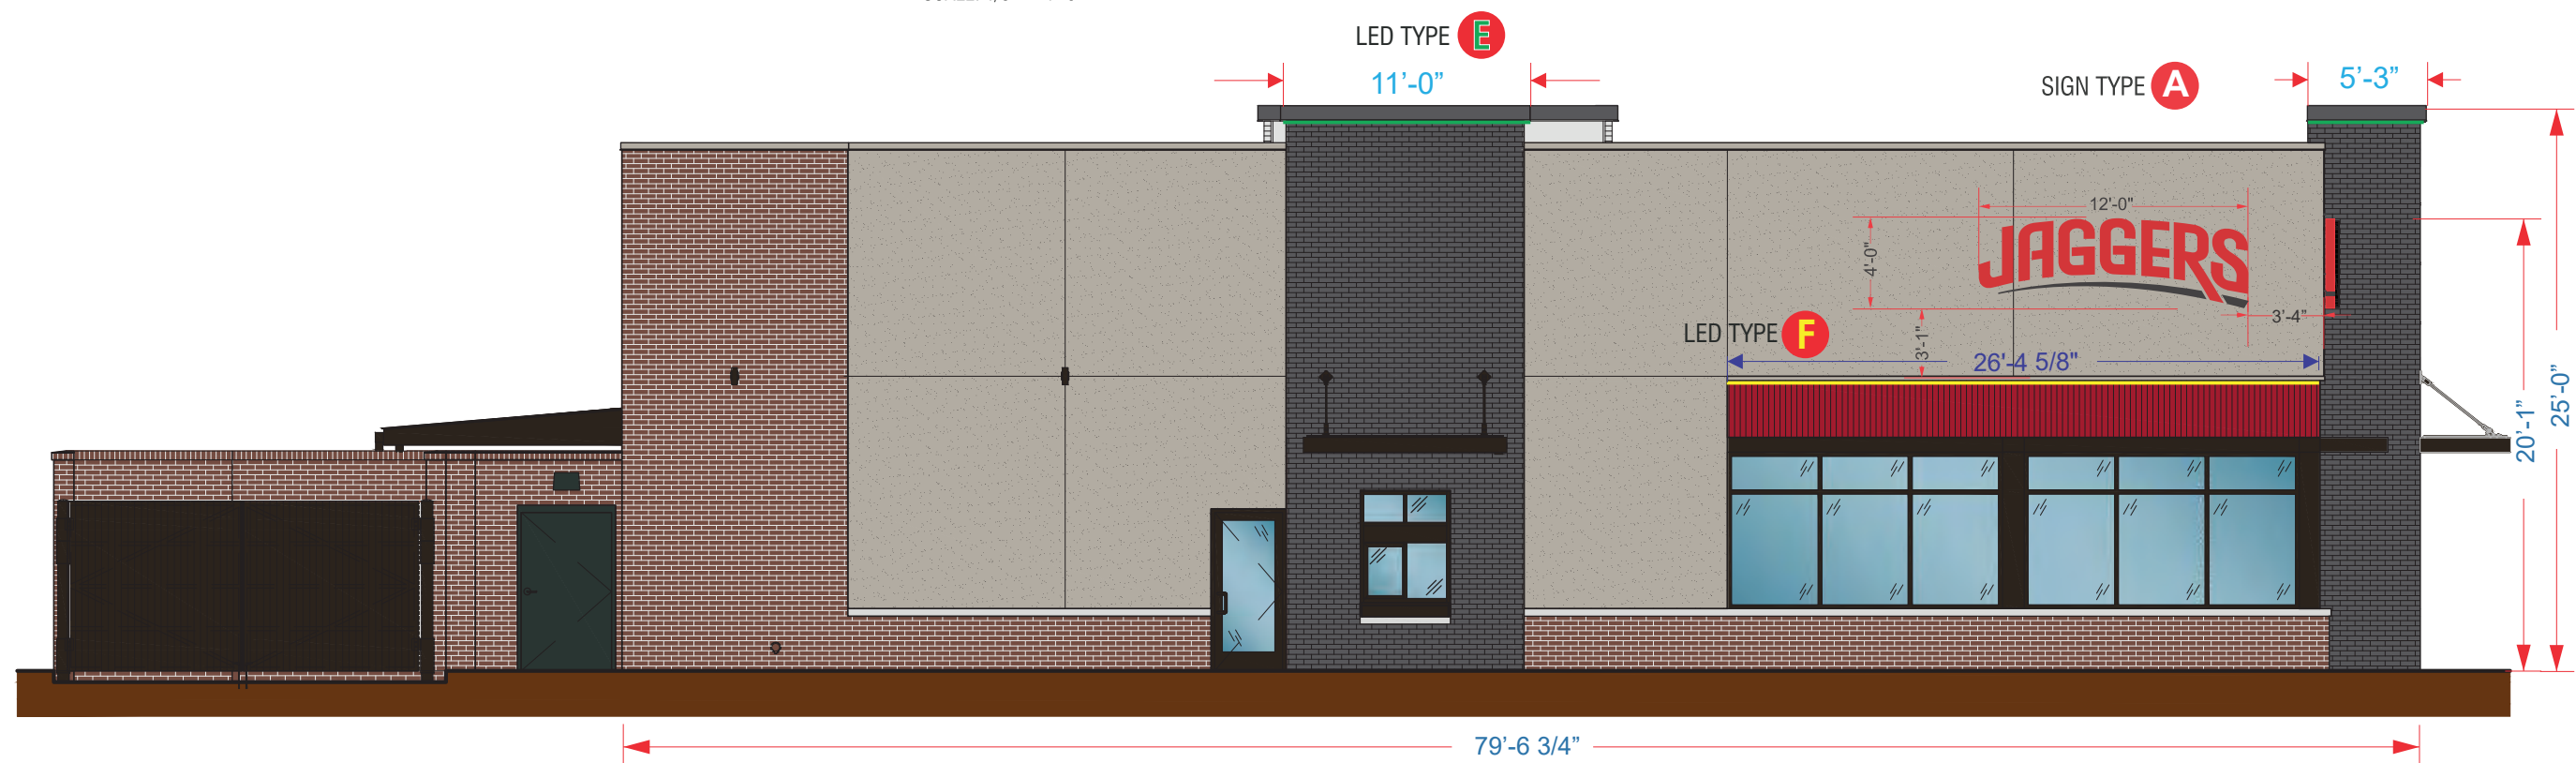 LED TYPE E
11’-0”
SIGN TYPE A
5’-3”
12'-0"
JAGGERS
4'-0"
3'-4"
LED TYPE F
3'-1"
26'-4 5/8"
20’-1”
25’-0”
79’-6 3/4”